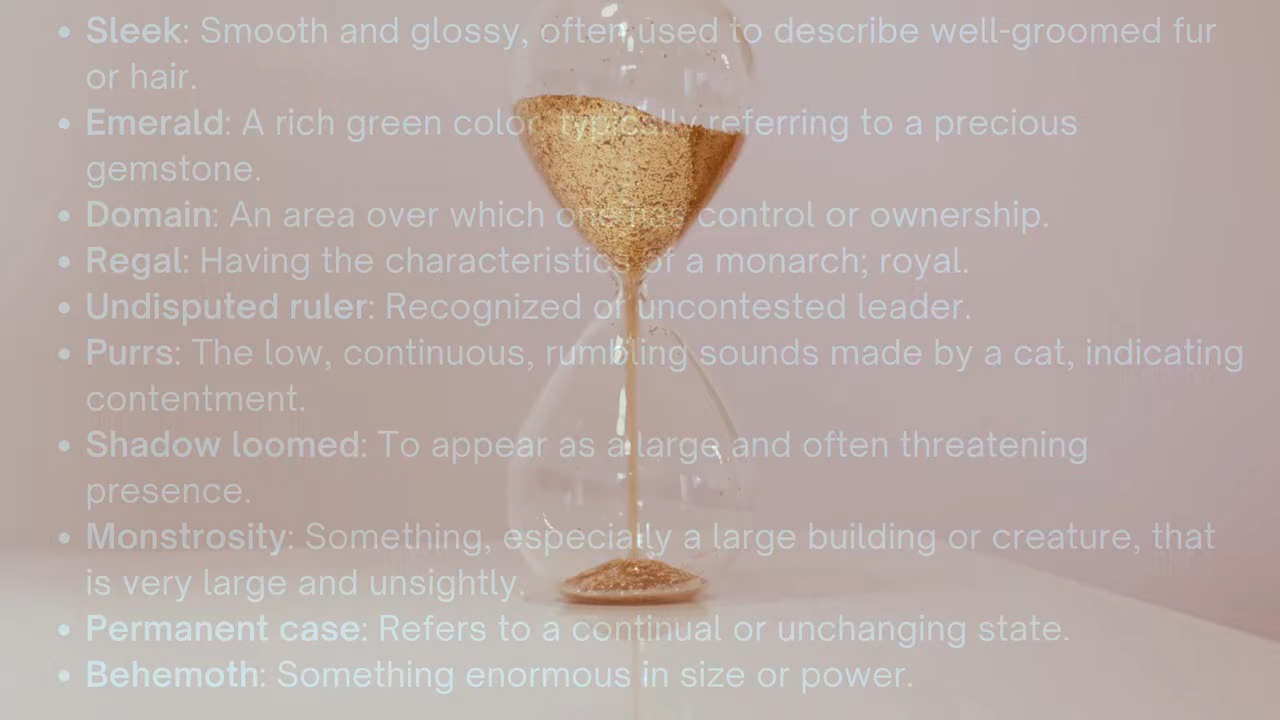 • Sleek: Smooth and glossy, often used to describe well-groomed fur
or hair.
• Emerald: A rich green color, typically referring to a precious
gemstone.
• Domain: An area over which one has control or ownership.
• Regal: Having the characteristics of a monarch; royal.
• Undisputed ruler: Recognized or uncontested leader.
• Purrs: The low, continuous, rumbling sounds made by a cat, indicating
contentment.
• Shadow loomed: To appear as a large and often threatening
presence.
• Monstrosity: Something, especially a large building or creature, that
is very large and unsightly.
• Permanent case: Refers to a continual or unchanging state.
• Behemoth: Something enormous in size or power.